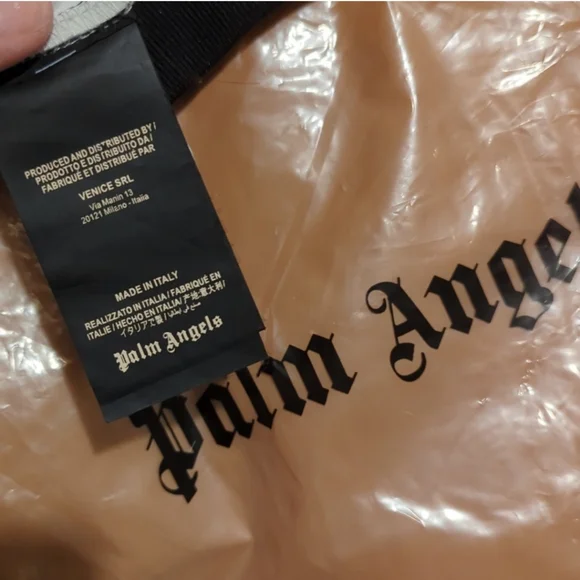 PRODUCED AND DISTRIBUTED BY /
PRODOTTO E DISTRIBUITO DA /
FABRIQUÉ ET DISTRIBUÉ PAR
VENICE SRL
Via Manin 13
20121 Milano - Italia
MADE IN ITALY
REALIZZATO IN ITALIA / FABRIQUÉ EN
ITALIE / HECHO EN ITALIA / 产地:意大利 /
イタリアで製 / صنع في إيطاليا
Palm Angels
Palm Angel